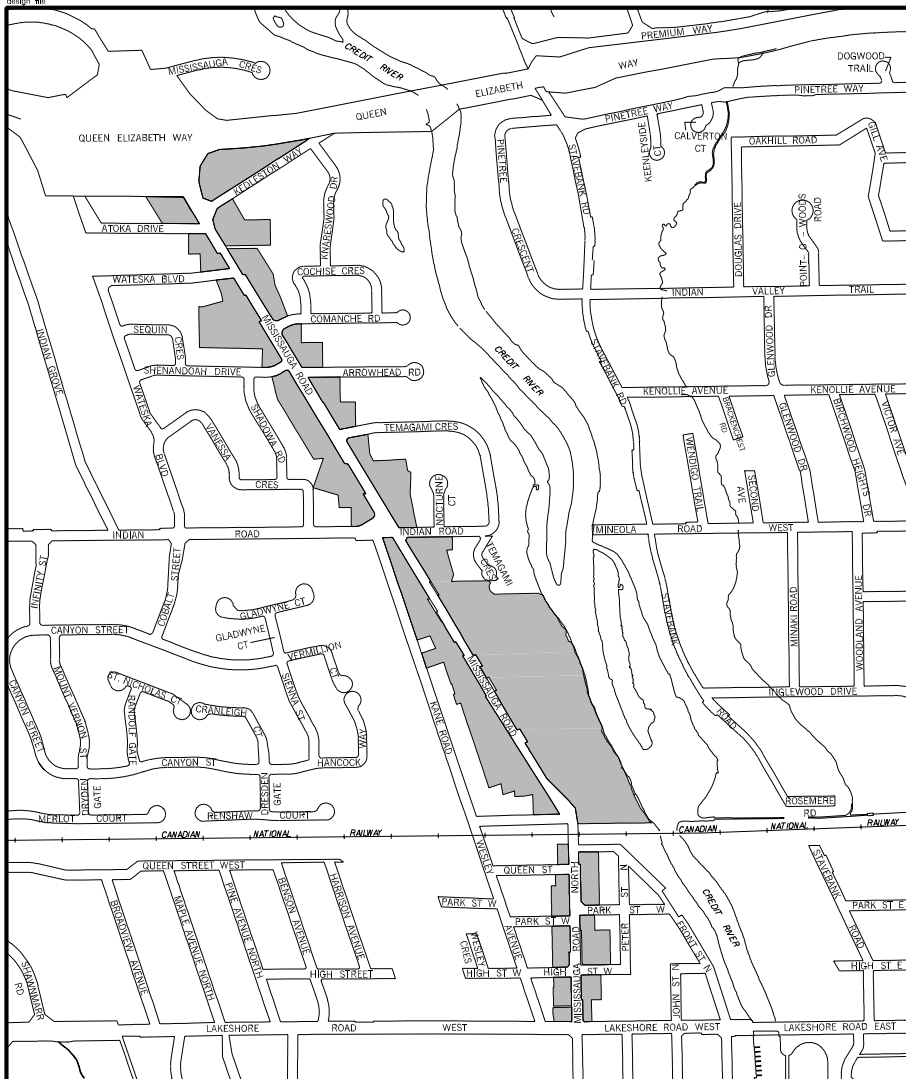 design file
PREMIUM WAY
CREDIT RIVER
MISSISSAUGA CRES
WAY
DOGWOOD
TRAIL
ELIZABETH
PINETREE WAY
QUEEN
PINETREE WAY
QUEEN ELIZABETH WAY
KEENLEYSIDE
CT
CALVERTON
CT
OAKHILL ROAD
GILL AVE
PINETREE
CRESCENT
STAVEBANK RD
KEDLESTON WAY
KNARESWOOD DR
DOUGLAS DRIVE
POINT- O - WOODS
ROAD
ATOKA DRIVE
WATESKA BLVD
COCHISE CRES
INDIAN VALLEY TRAIL
COMANCHE RD
MISSISSAUGA ROAD
SEQUIN
CRES
INDIAN GROVE
GLENWOOD DR
CREDIT RIVER
STAVEBANK RD
SHENANDOAH DRIVE
ARROWHEAD RD
KENOLLIE AVENUE
KENOLLIE AVENUE
WATESKA
BLVD
SHADOWA RD
VANESSA
CRES
TEMAGAMI CRES
BRACKENCREST
RD
GLENWOOD DR
BIRCHWOOD HEIGHTS DR
VICTOR AVE
WENDIGO TRAIL
SECOND
AVE
NOCTURNE
CT
INDIAN ROAD
INDIAN ROAD
MINEOLA ROAD WEST
TEMAGAMI
CRES
INFINITY ST
COBALT STREET
GLADWYNE CT
GLADWYNE
CT
STAVEBANK
ROAD
MINAKI ROAD
WOODLAND AVENUE
CANYON STREET
VERMILLION
CT
MISSISSAUGA ROAD
ST. NICHOLAS CT
CANYON STREET
MOUNT VERNON ST
RANDOLF GATE
CRANLEIGH
CT
SIENNA ST
INGLEWOOD DRIVE
KANE ROAD
CANYON ST
HANCOCK
WAY
DRYDEN
GATE
DRESDEN
GATE
MERLOT COURT
RENSHAW COURT
ROSEMERE
RD
CANADIAN NATIONAL RAILWAY
CANADIAN NATIONAL RAILWAY
QUEEN STREET WEST
WESLEY
AVENUE
QUEEN ST
NORTH
ST N
PETER
STAVEBANK
ROAD
BROADVIEW AVENUE
MAPLE AVENUE NORTH
PINE AVENUE NORTH
BENSON AVENUE
HARRISON AVENUE
PARK ST W
PARK ST W
PARK ST W
PARK ST E
CREDIT
RIVER
FRONT ST N
WESLEY
CRES
HIGH STREET
HIGH ST W
HIGH ST W
HIGH ST E
SHAWNMARR
RD
MISSISSAUGA ROAD
JOHN ST N
LAKESHORE ROAD WEST
LAKESHORE ROAD WEST
LAKESHORE ROAD EAST